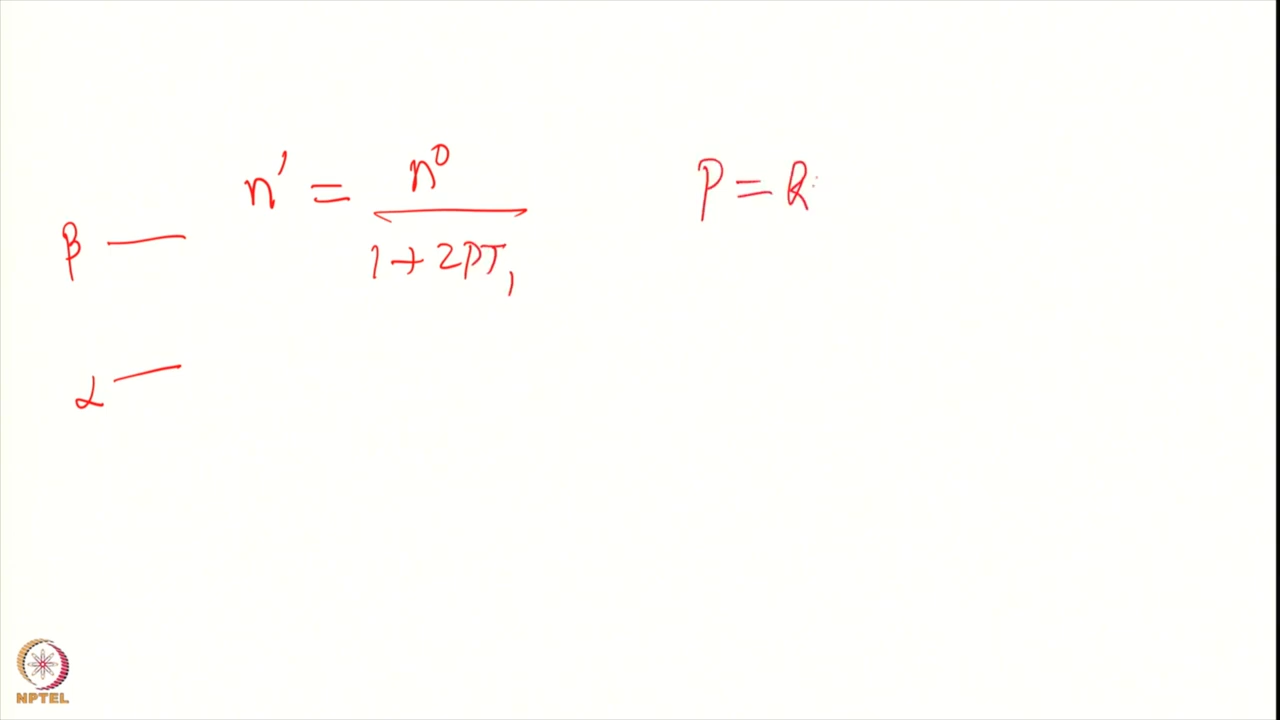 n' = n⁰ / 1 + 2PT₁
P = R
β —
α —
NPTEL